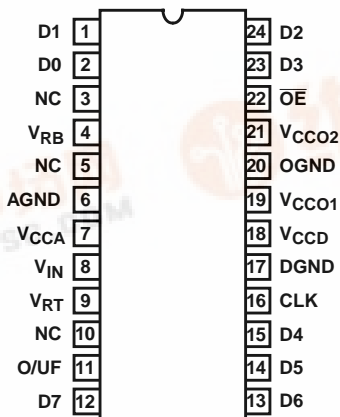 D1 1 24 D2
D0 2 23 D3
NC 3 22 OE
VRB 4 21 VCCO2
NC 5 20 OGND
AGND 6 19 VCCO1
VCCA 7 18 VCCD
VIN 8 17 DGND
VRT 9 16 CLK
NC 10 15 D4
O/UF 11 14 D5
D7 12 13 D6